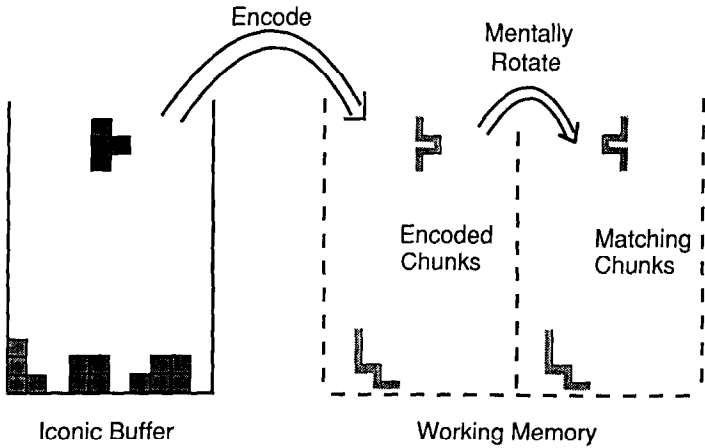 Encode
Mentally
Rotate
Encoded
Chunks
Matching
Chunks
Iconic Buffer
Working Memory